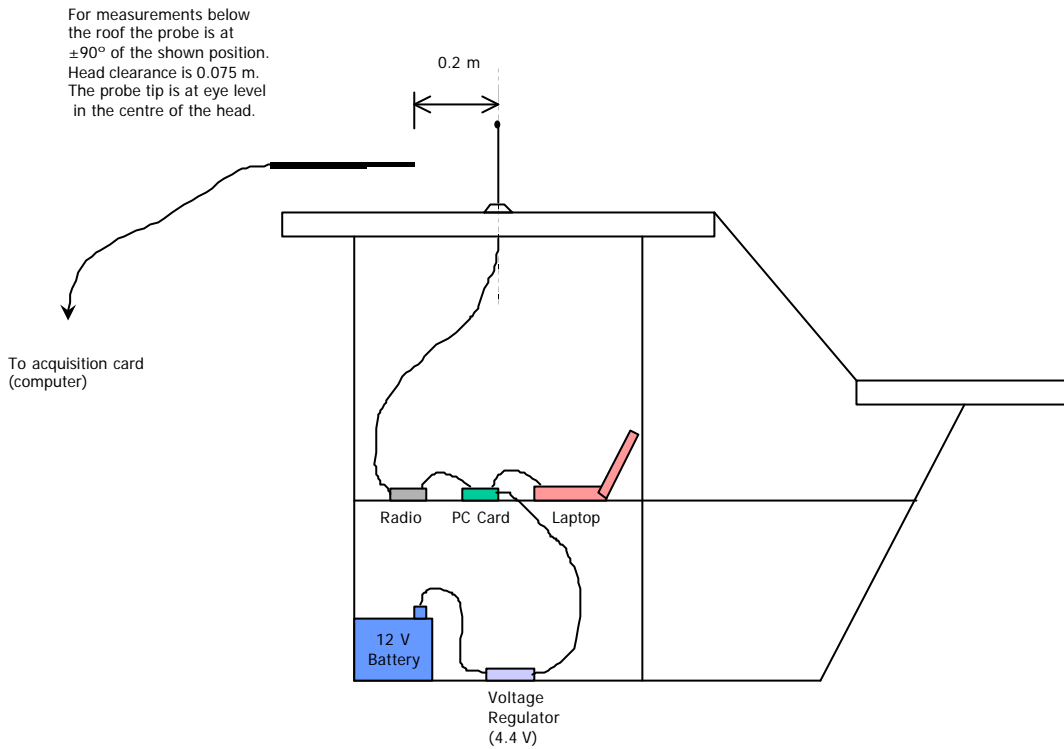 For measurements below
the roof the probe is at
±90º of the shown position.
Head clearance is 0.075 m.
The probe tip is at eye level
in the centre of the head.
0.2 m
To acquisition card
(computer)
Radio
PC Card
Laptop
12 V
Battery
Voltage
Regulator
(4.4 V)